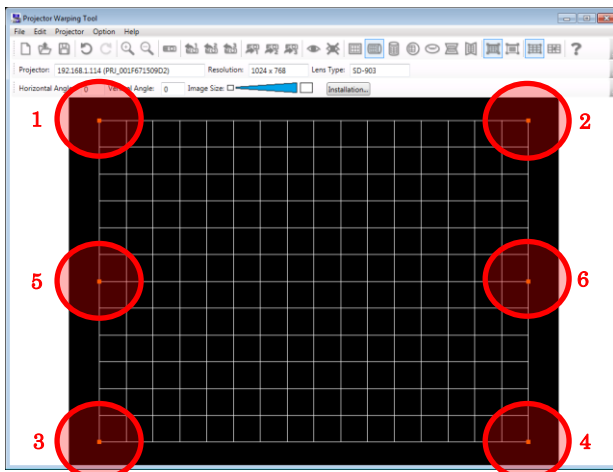 Projector Warping Tool
File Edit Projector Option Help
Projector: 192.168.1.114 (PRJ_001F671509D2) Resolution: 1024 x 768 Lens Type: SD-903
Horizontal Angle: 0 Vertical Angle: 0 Image Size: Installation...
1 2
5 6
3 4